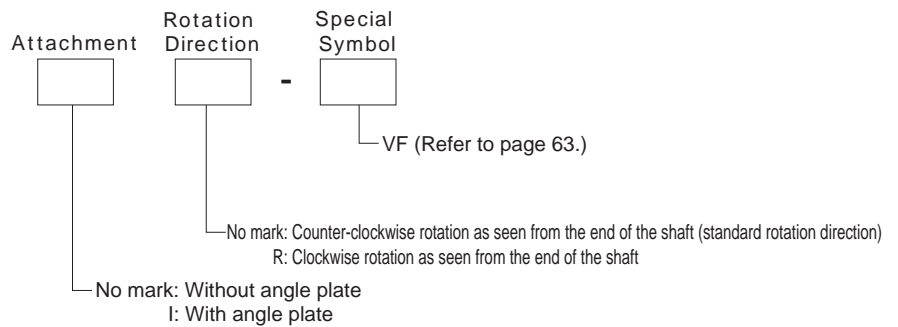 Attachment Rotation Direction - Special Symbol
VF (Refer to page 63.)
No mark: Counter-clockwise rotation as seen from the end of the shaft (standard rotation direction)
R: Clockwise rotation as seen from the end of the shaft
No mark: Without angle plate
I: With angle plate